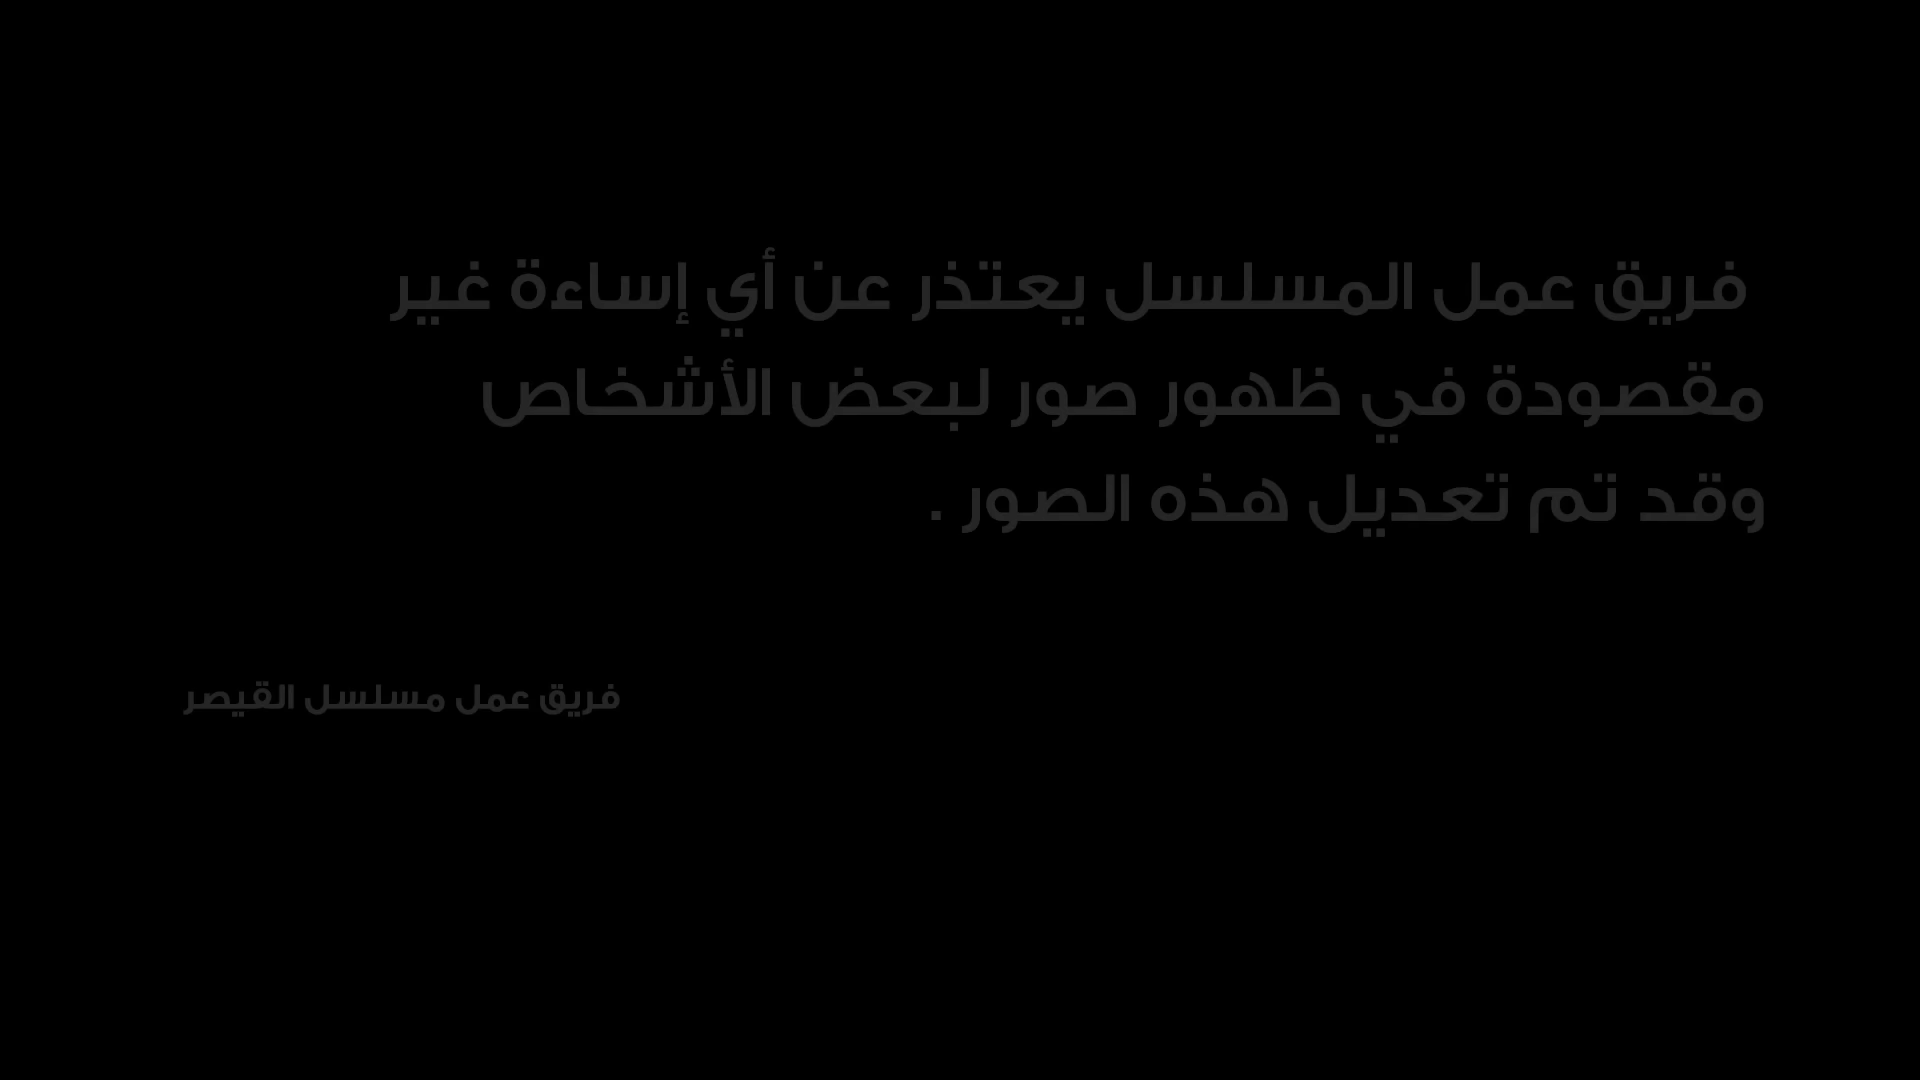 فريق عمل المسلسل يعتذر عن أي إساءة غير
مقصودة في ظهور صور لبعض الأشخاص
وقد تم تعديل هذه الصور .
فريق عمل مسلسل القيصر